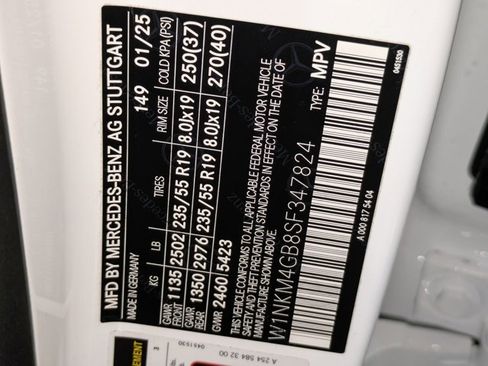 MFD BY MERCEDES-BENZ AG STUTTGART
MADE IN GERMANY 149 01/25
KG LB TIRES RIM SIZE COLD KPA (PSI)
GAWR FRONT 1135 2502 235/55 R19 8.0Jx19 250(37)
GAWR REAR 1350 2976 235/55 R19 8.0Jx19 270(40)
GVWR 2460 5423
THIS VEHICLE CONFORMS TO ALL APPLICABLE FEDERAL MOTOR VEHICLE
SAFETY AND THEFT PREVENTION STANDARDS IN EFFECT ON THE DATE OF
MANUFACTURE SHOWN ABOVE.
W1NKM4GB8SF347824 TYPE: MPV
A 000 817 54 04 0451530
0451530
A 254 584 32 00